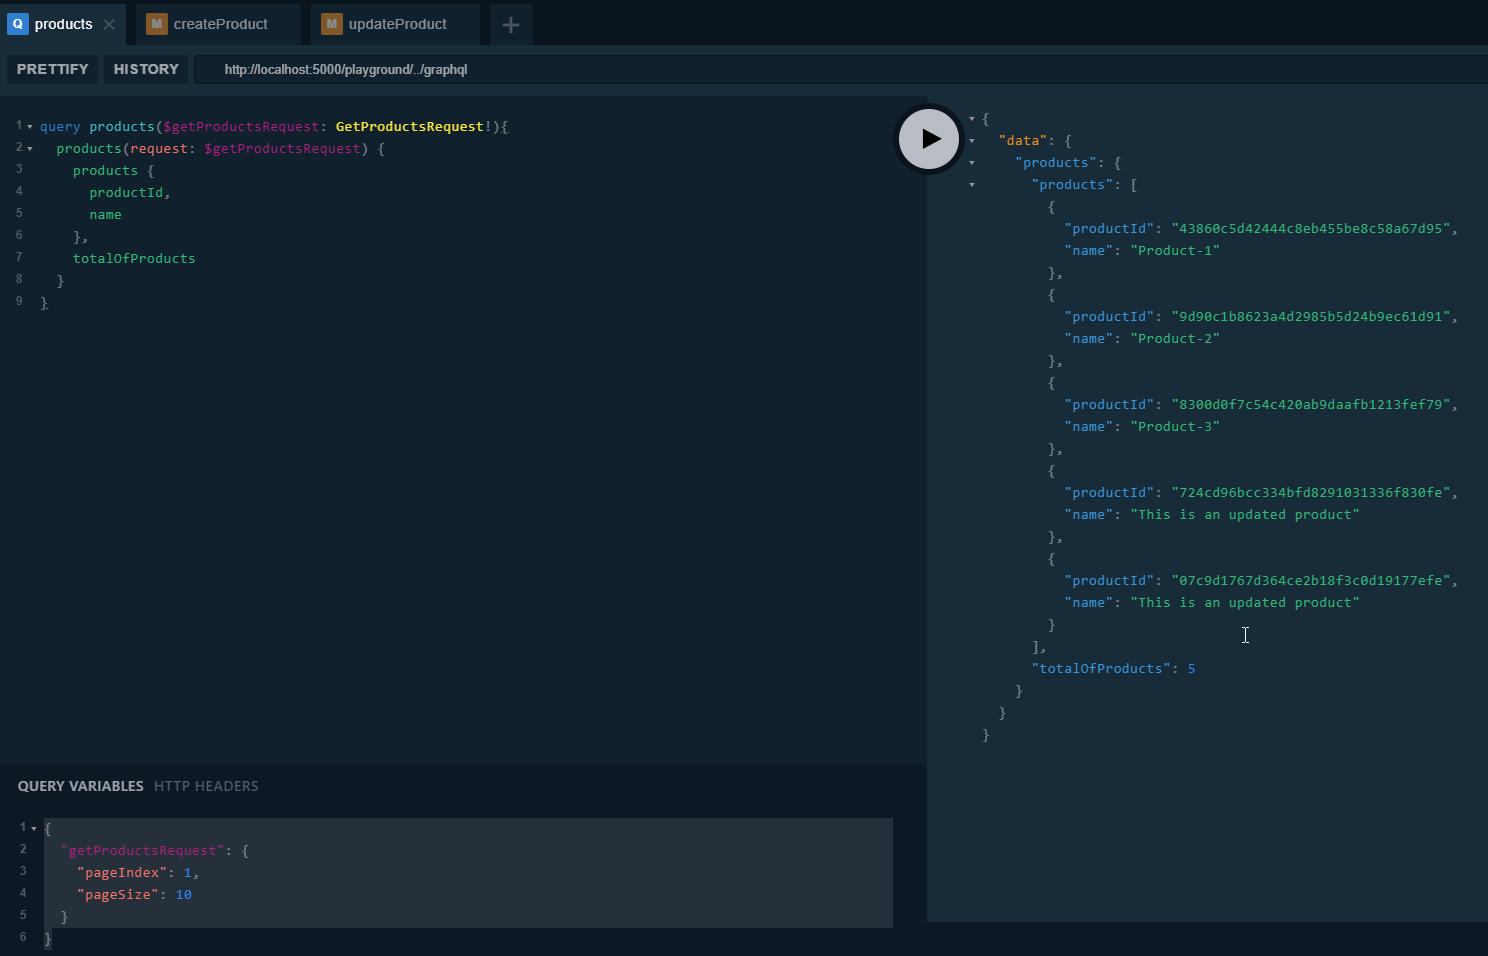 Q products ×
M createProduct
M updateProduct
+
PRETTIFY
HISTORY
http://localhost:5000/playground/../graphql
1 query products($getProductsRequest: GetProductsRequest!){
2   products(request: $getProductsRequest) {
3     products {
4       productId,
5       name
6     },
7     totalOfProducts
8   }
9 }
{
  "data": {
    "products": {
      "products": [
        {
          "productId": "43860c5d42444c8eb455be8c58a67d95",
          "name": "Product-1"
        },
        {
          "productId": "9d90c1b8623a4d2985b5d24b9ec61d91",
          "name": "Product-2"
        },
        {
          "productId": "8300d0f7c54c420ab9daafb1213fef79",
          "name": "Product-3"
        },
        {
          "productId": "724cd96bcc334bfd8291031336f830fe",
          "name": "This is an updated product"
        },
        {
          "productId": "07c9d1767d364ce2b18f3c0d19177efe",
          "name": "This is an updated product"
        }
      ],
      "totalOfProducts": 5
    }
  }
}
QUERY VARIABLES
HTTP HEADERS
1 {
2   "getProductsRequest": {
3     "pageIndex": 1,
4     "pageSize": 10
5   }
6 }